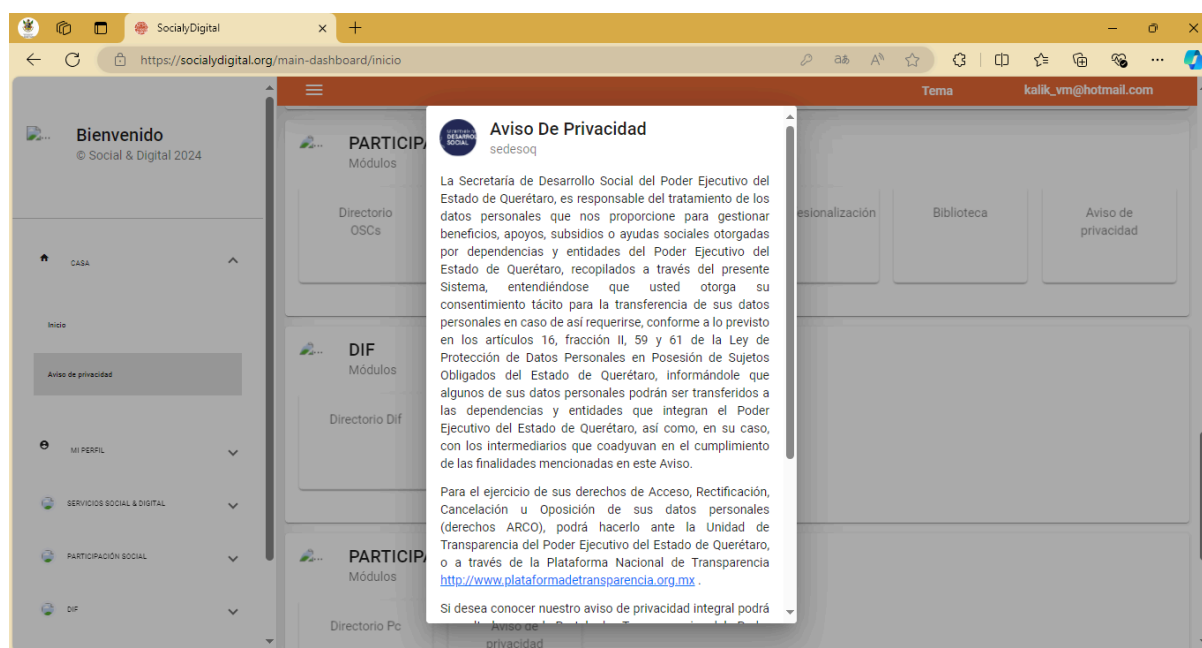 SocialyDigital
https://socialydigital.org/main-dashboard/inicio
Tema
kalik_vm@hotmail.com
Bienvenido
© Social & Digital 2024
CASA
Inicio
Aviso de privacidad
MI PERFIL
SERVICIOS SOCIAL & DIGITAL
PARTICIPACIÓN SOCIAL
DIF
PARTICIPA
Módulos
Directorio
OSCs
esionalización
Biblioteca
Aviso de
privacidad
DIF
Módulos
Directorio Dif
PARTICIPA
Módulos
Directorio Pc
Aviso de
privacidad
DESARROL
SOCIAL
Aviso De Privacidad
sedesoq
La Secretaría de Desarrollo Social del Poder Ejecutivo del
Estado de Querétaro, es responsable del tratamiento de los
datos personales que nos proporcione para gestionar
beneficios, apoyos, subsidios o ayudas sociales otorgadas
por dependencias y entidades del Poder Ejecutivo del
Estado de Querétaro, recopilados a través del presente
Sistema, entendiéndose que usted otorga su
consentimiento tácito para la transferencia de sus datos
personales en caso de así requerirse, conforme a lo previsto
en los artículos 16, fracción II, 59 y 61 de la Ley de
Protección de Datos Personales en Posesión de Sujetos
Obligados del Estado de Querétaro, informándole que
algunos de sus datos personales podrán ser transferidos a
las dependencias y entidades que integran el Poder
Ejecutivo del Estado de Querétaro, así como, en su caso,
con los intermediarios que coadyuvan en el cumplimiento
de las finalidades mencionadas en este Aviso.
Para el ejercicio de sus derechos de Acceso, Rectificación,
Cancelación u Oposición de sus datos personales
(derechos ARCO), podrá hacerlo ante la Unidad de
Transparencia del Poder Ejecutivo del Estado de Querétaro,
o a través de la Plataforma Nacional de Transparencia
http://www.plataformadetransparencia.org.mx .
Si desea conocer nuestro aviso de privacidad integral podrá